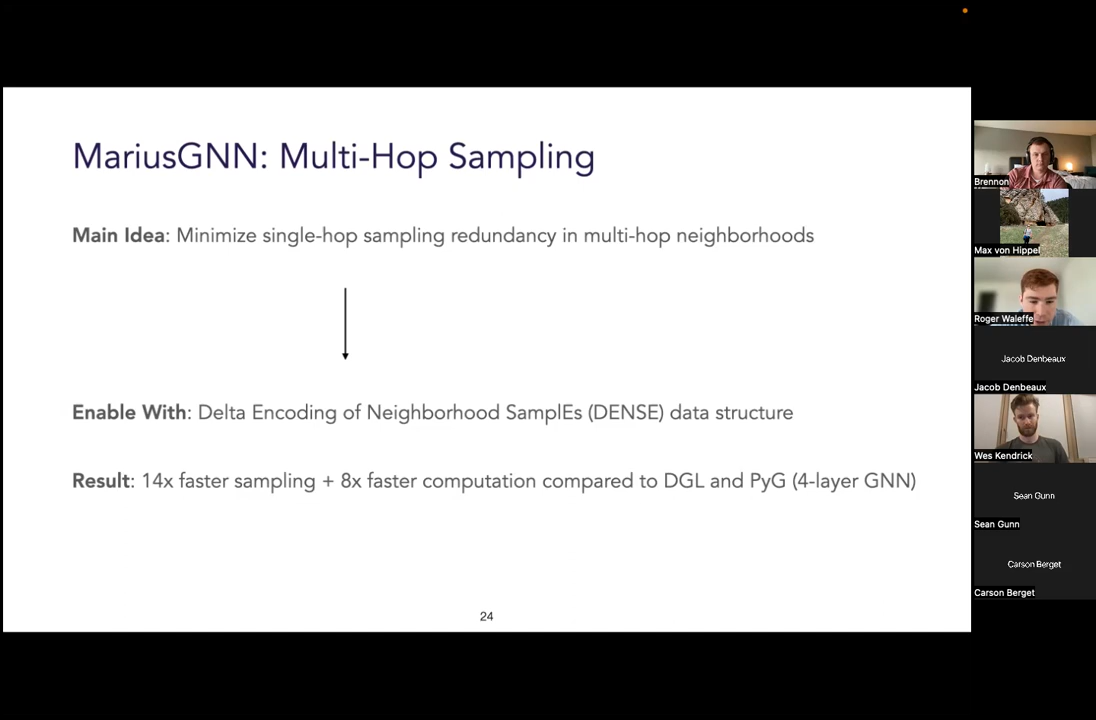 MariusGNN: Multi-Hop Sampling
Main Idea: Minimize single-hop sampling redundancy in multi-hop neighborhoods
Enable With: Delta Encoding of Neighborhood SamplEs (DENSE) data structure
Result: 14x faster sampling + 8x faster computation compared to DGL and PyG (4-layer GNN)
24
Brennon
Max von Hippel
Roger Waleffe
Jacob Denbeaux
Jacob Denbeaux
Wes Kendrick
Sean Gunn
Sean Gunn
Carson Berget
Carson Berget